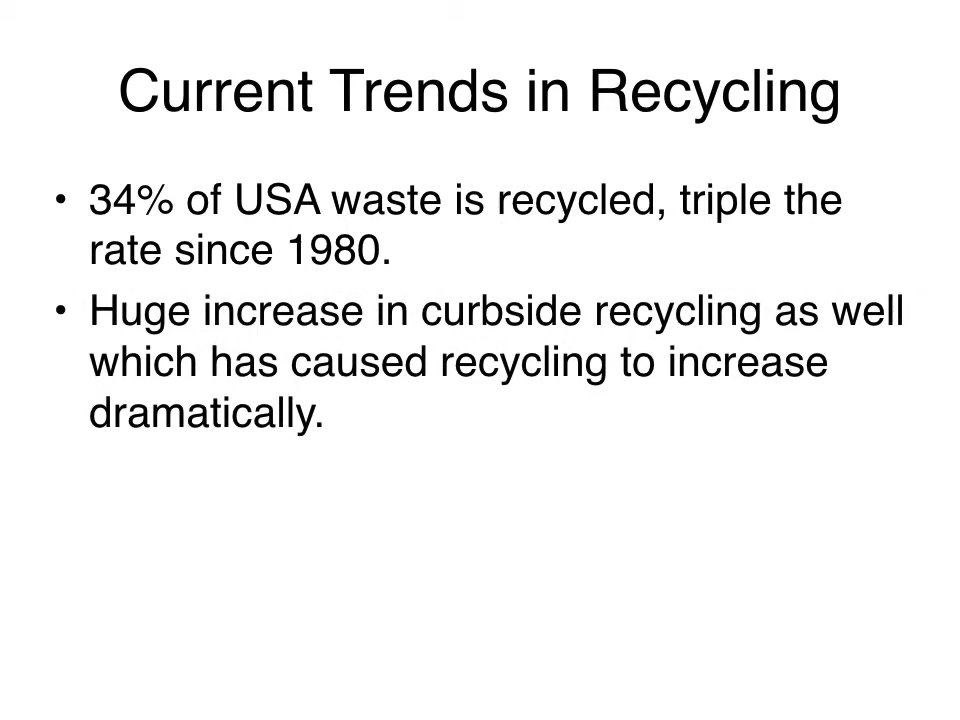 Current Trends in Recycling
• 34% of USA waste is recycled, triple the
rate since 1980.
• Huge increase in curbside recycling as well
which has caused recycling to increase
dramatically.